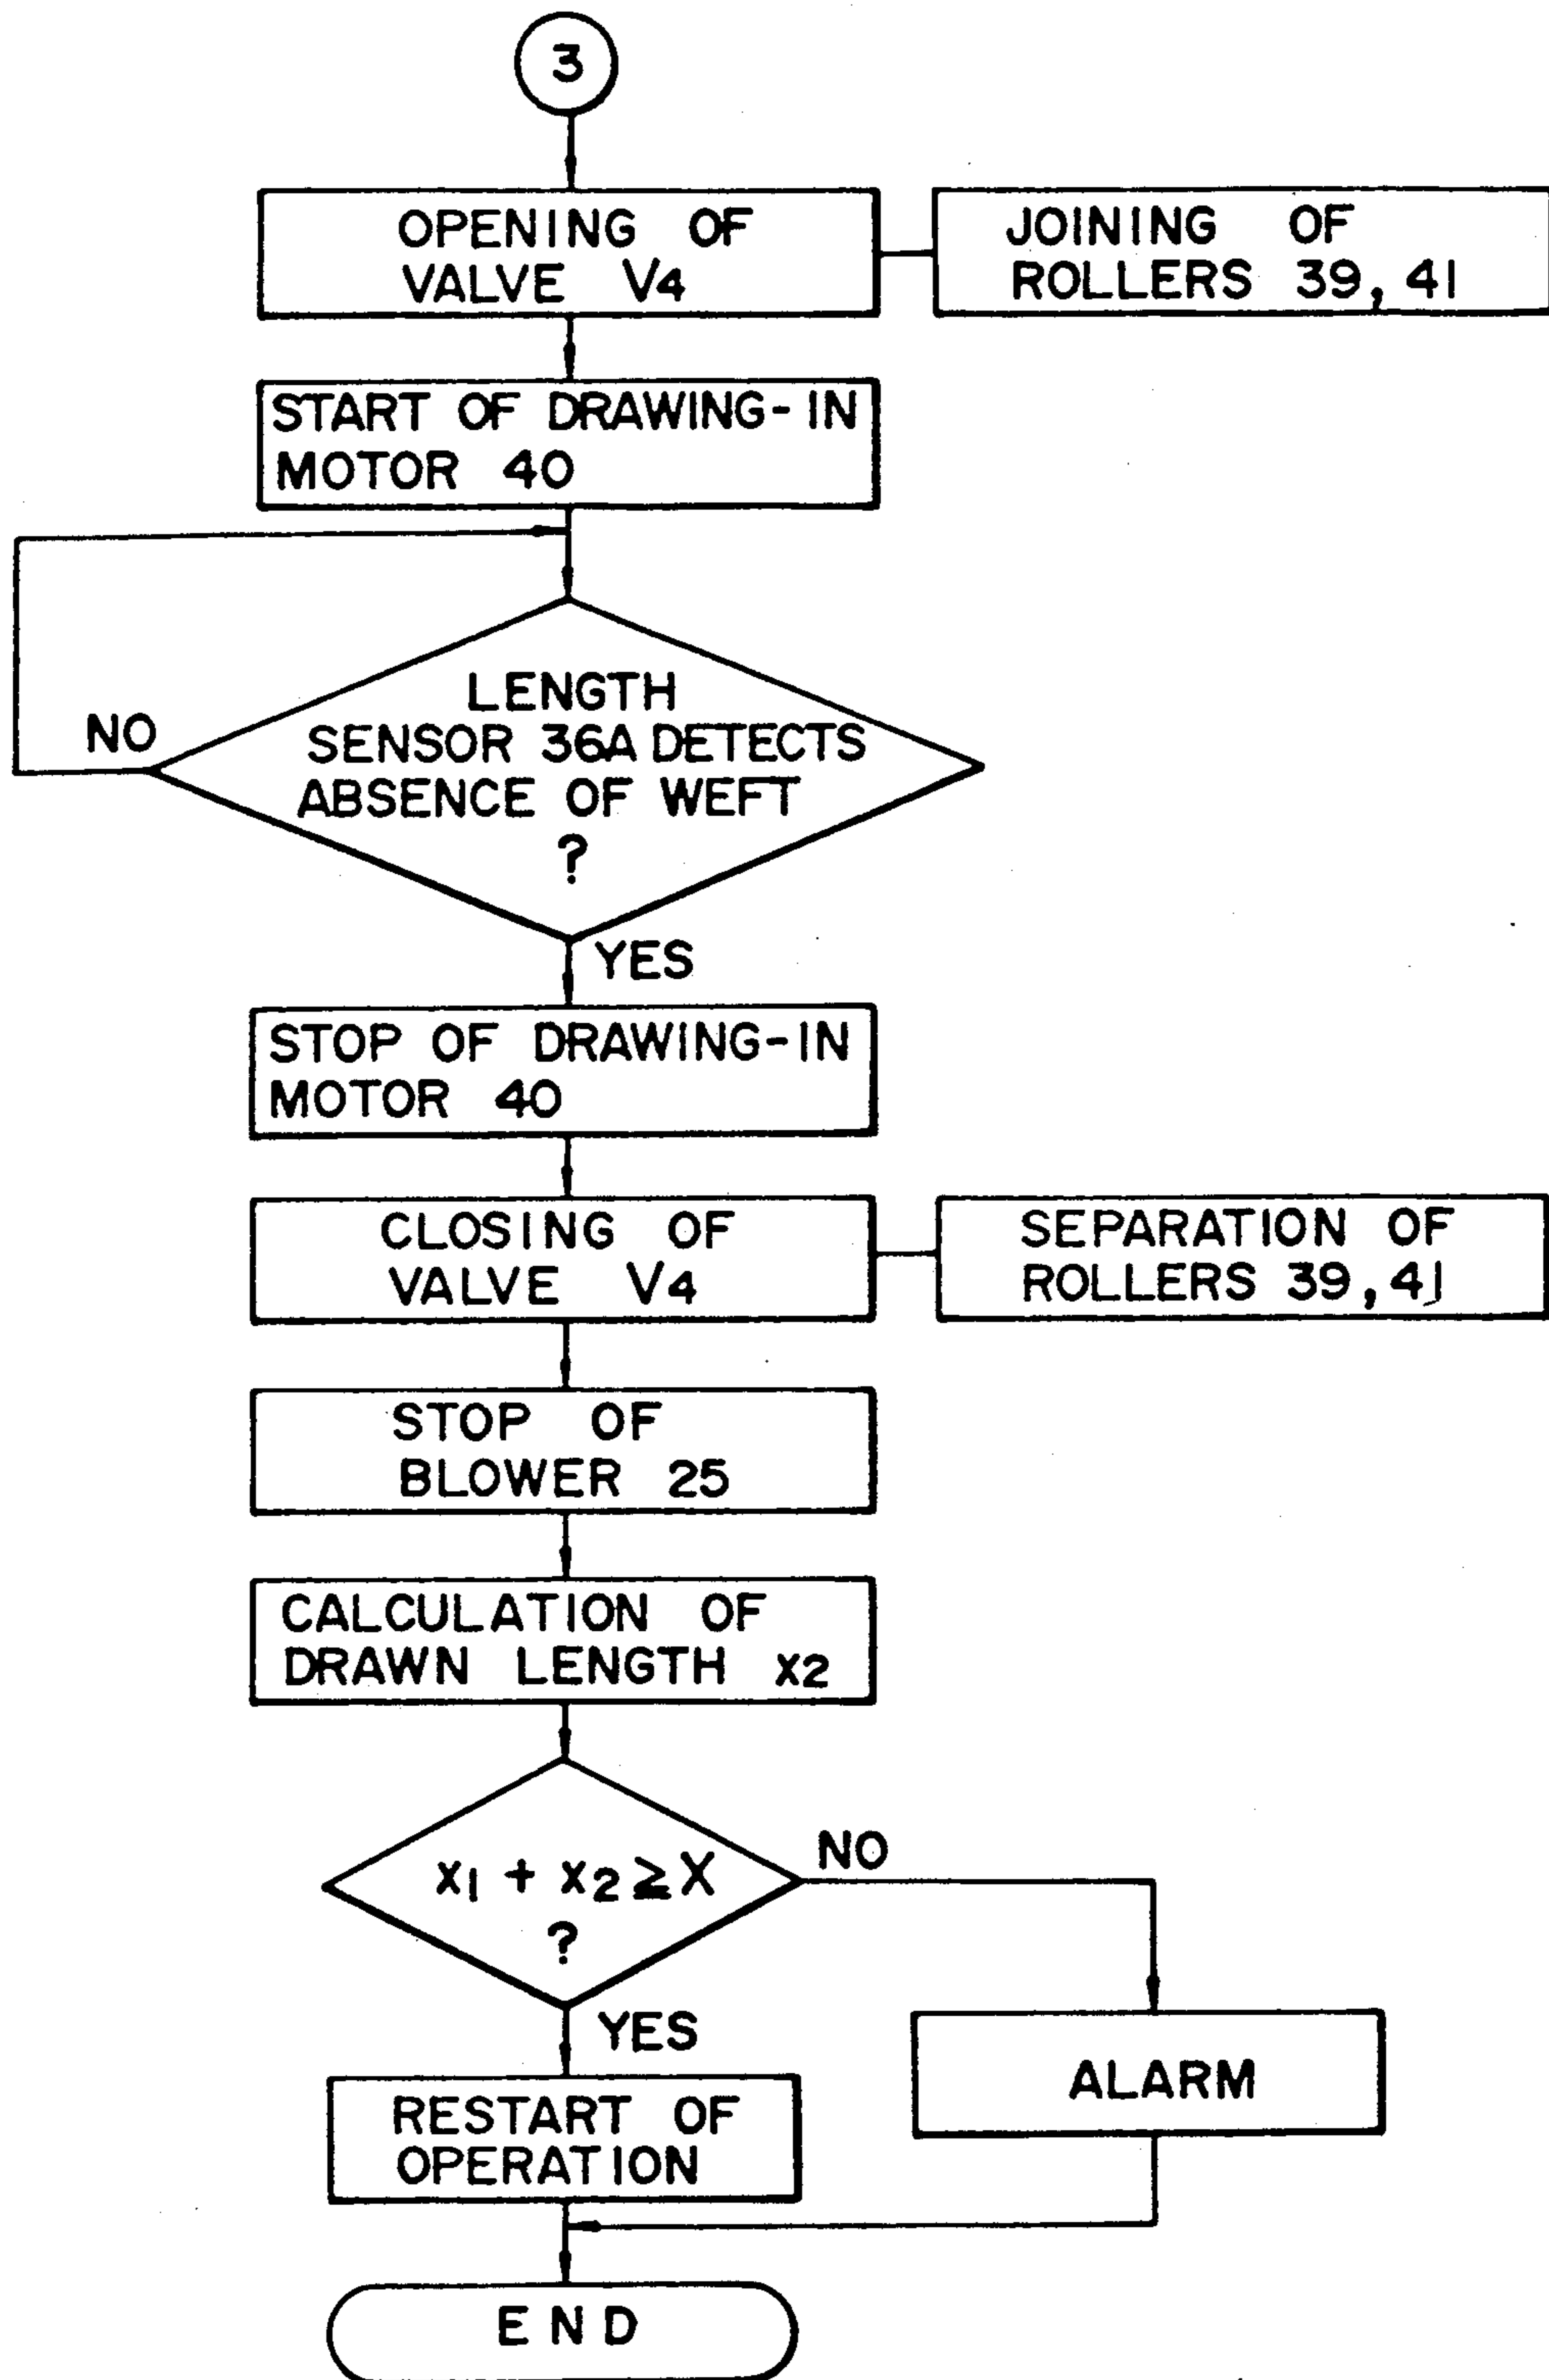 3
OPENING OF
VALVE V4
JOINING OF
ROLLERS 39, 41
START OF DRAWING-IN
MOTOR 40
LENGTH
SENSOR 36A DETECTS
ABSENCE OF WEFT
?
NO
YES
STOP OF DRAWING-IN
MOTOR 40
CLOSING OF
VALVE V4
SEPARATION OF
ROLLERS 39, 41
STOP OF
BLOWER 25
CALCULATION OF
DRAWN LENGTH x2
x1 + x2 ≧ X
?
NO
YES
ALARM
RESTART OF
OPERATION
END